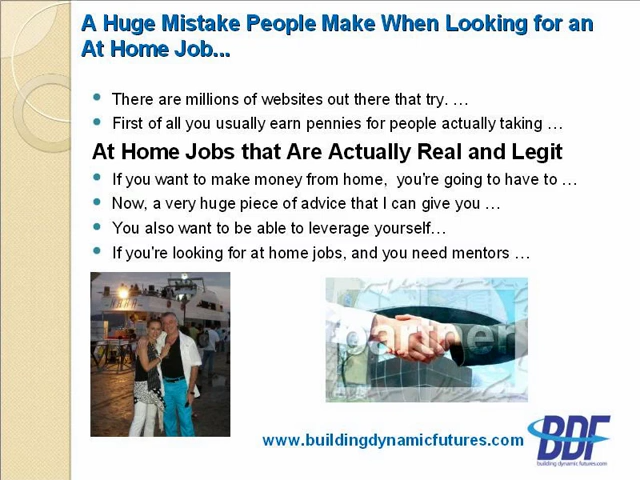 A Huge Mistake People Make When Looking for an
At Home Job...
There are millions of websites out there that try. …
First of all you usually earn pennies for people actually taking …
At Home Jobs that Are Actually Real and Legit
If you want to make money from home,  you're going to have to …
Now, a very huge piece of advice that I can give you …
You also want to be able to leverage yourself…
If you're looking for at home jobs, and you need mentors …
partner
www.buildingdynamicfutures.com
BDF
building dynamic futures.com